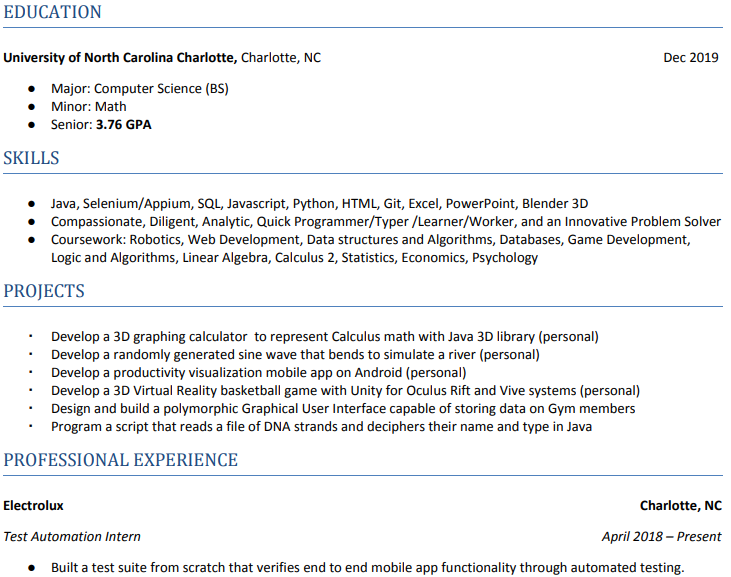 EDUCATION
University of North Carolina Charlotte, Charlotte, NC Dec 2019
● Major: Computer Science (BS)
● Minor: Math
● Senior: 3.76 GPA
SKILLS
● Java, Selenium/Appium, SQL, Javascript, Python, HTML, Git, Excel, PowerPoint, Blender 3D
● Compassionate, Diligent, Analytic, Quick Programmer/Typer /Learner/Worker, and an Innovative Problem Solver
● Coursework: Robotics, Web Development, Data structures and Algorithms, Databases, Game Development,
Logic and Algorithms, Linear Algebra, Calculus 2, Statistics, Economics, Psychology
PROJECTS
▪ Develop a 3D graphing calculator  to represent Calculus math with Java 3D library (personal)
▪ Develop a randomly generated sine wave that bends to simulate a river (personal)
▪ Develop a productivity visualization mobile app on Android (personal)
▪ Develop a 3D Virtual Reality basketball game with Unity for Oculus Rift and Vive systems (personal)
▪ Design and build a polymorphic Graphical User Interface capable of storing data on Gym members
▪ Program a script that reads a file of DNA strands and deciphers their name and type in Java
PROFESSIONAL EXPERIENCE
Electrolux Charlotte, NC
Test Automation Intern April 2018 – Present
● Built a test suite from scratch that verifies end to end mobile app functionality through automated testing.